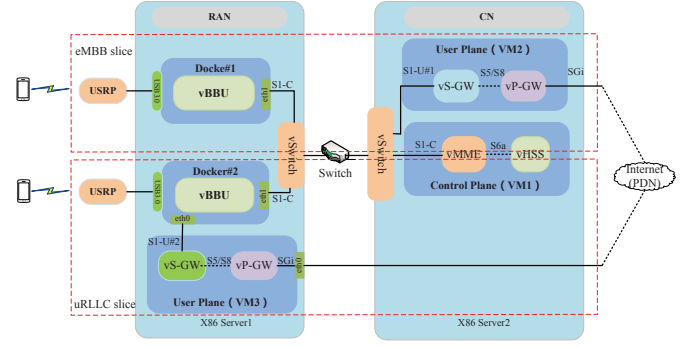 RAN
CN
eMBB slice
Docke#1
vBBU
USB3.0
eth1
S1-C
USRP
User Plane ( VM2 )
S1-U#1
vS-GW
S5/S8
vP-GW
SGi
vSwitch
Switch
vSwitch
S1-C
vMME
S6a
vHSS
Control Plane ( VM1 )
Internet
(PDN)
Docker#2
vBBU
USB3.0
eth1
S1-C
USRP
eth0
S1-U#2
vS-GW
S5/S8
vP-GW
SGi
eth0
User Plane ( VM3 )
uRLLC slice
X86 Server1
X86 Server2